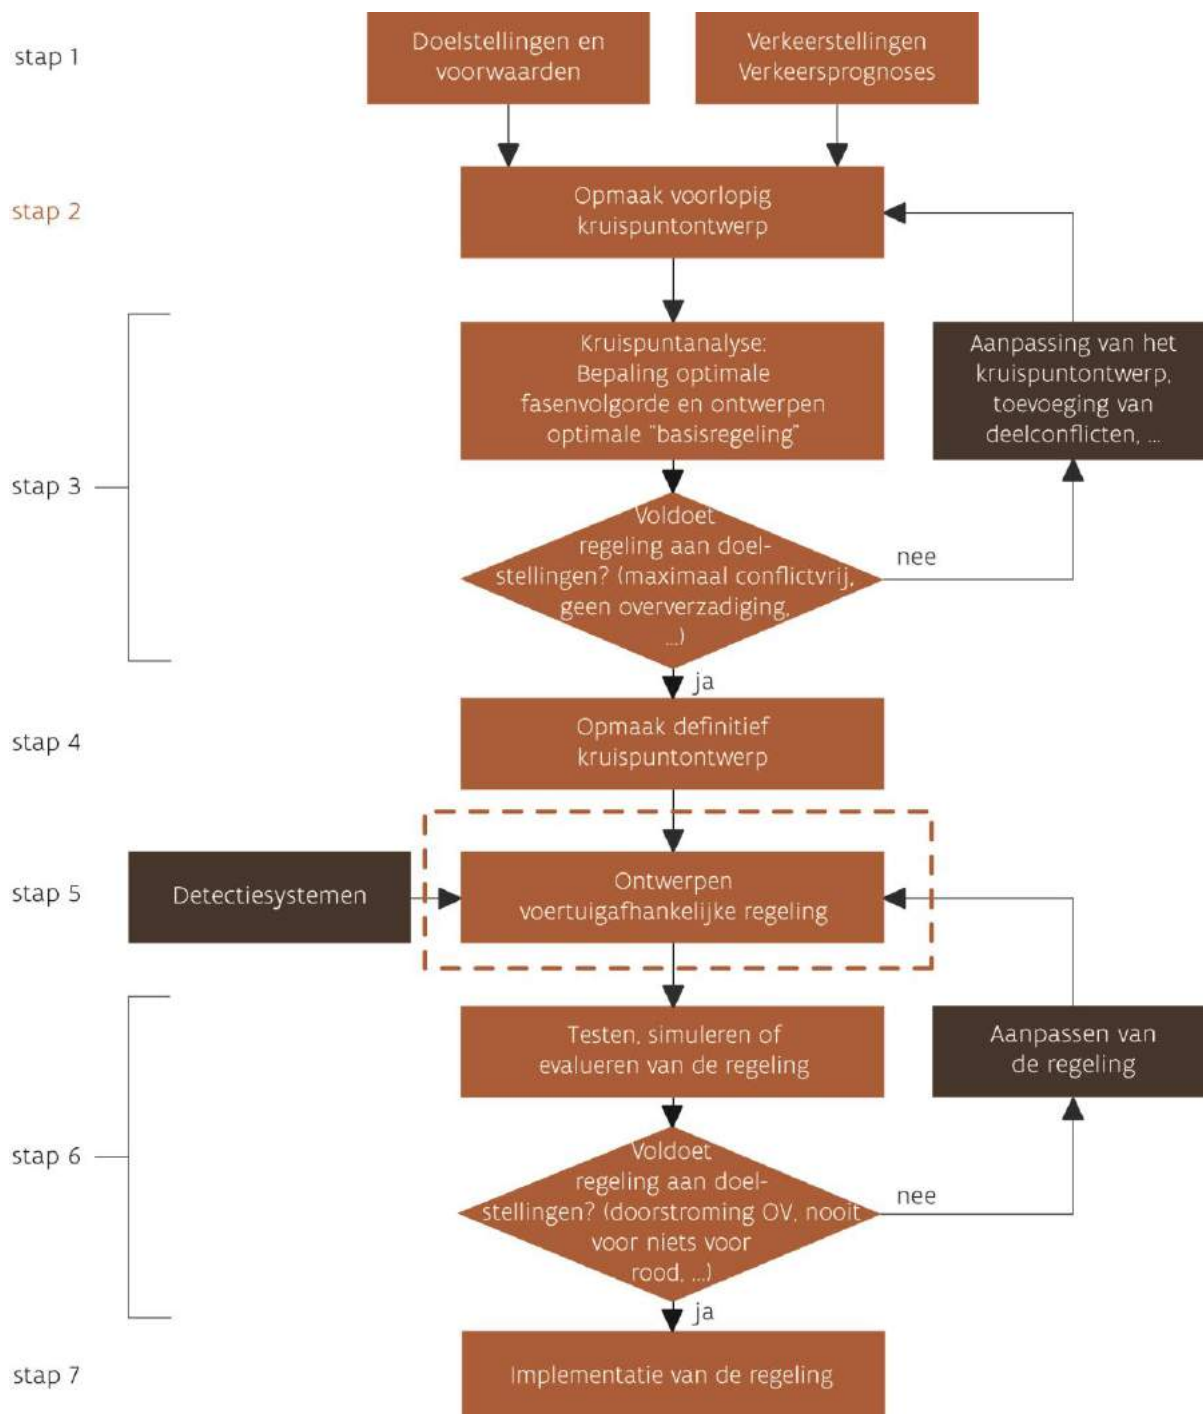 stap 1
Doelstellingen en
voorwaarden
Verkeerstellingen
Verkeersprognoses
stap 2
Opmaak voorlopig
kruispuntontwerp
Kruispuntanalyse:
Bepaling optimale
fasenvolgorde en ontwerpen
optimale "basisregeling"
Aanpassing van het
kruispuntontwerp,
toevoeging van
deelconflicten, ...
stap 3
Voldoet
regeling aan doel-
stellingen? (maximaal conflictvrij,
geen oververzadiging,
...)
nee
ja
stap 4
Opmaak definitief
kruispuntontwerp
stap 5
Detectiesystemen
Ontwerpen
voertuigafhankelijke regeling
Testen, simuleren of
evalueren van de regeling
Aanpassen van
de regeling
stap 6
Voldoet
regeling aan doel-
stellingen? (doorstroming OV, nooit
voor niets voor
rood, ...)
nee
ja
stap 7
Implementatie van de regeling